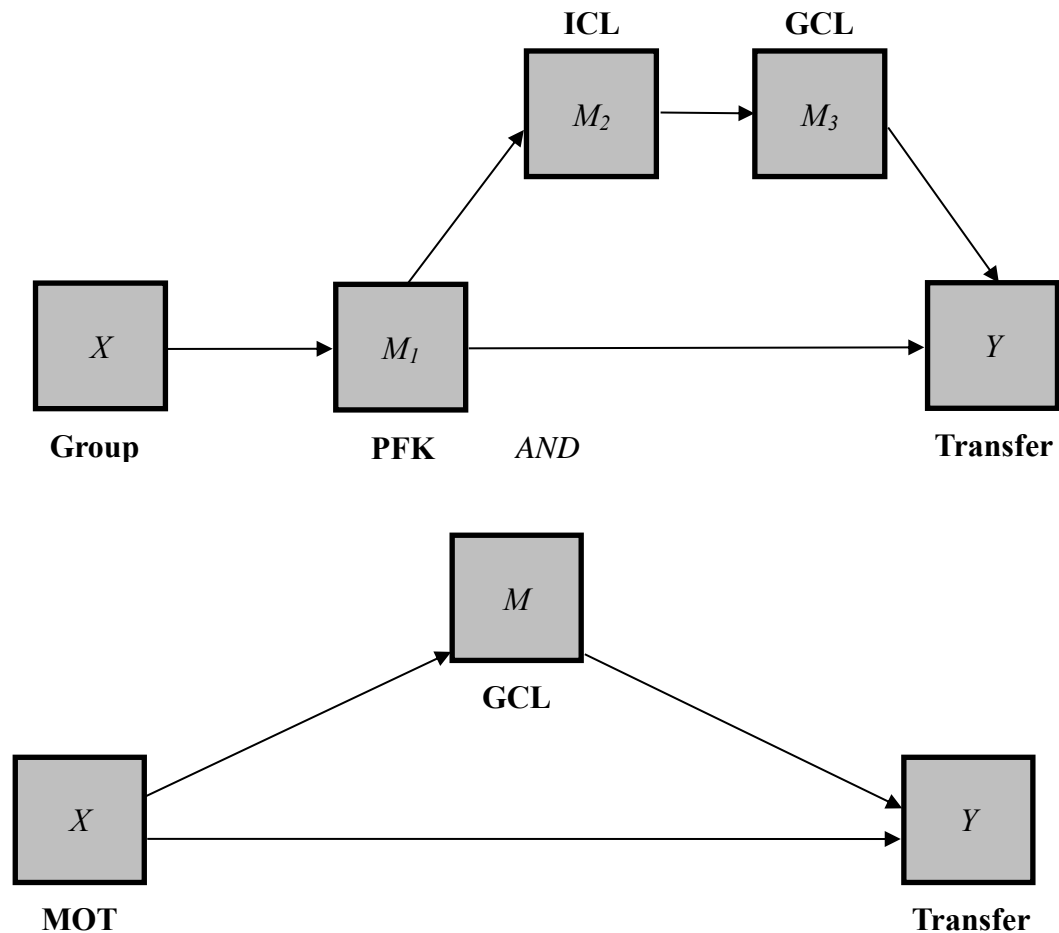 ICL GCL
M2 M3
X M1 Y
Group PFK AND Transfer
M
GCL
X Y
MOT Transfer